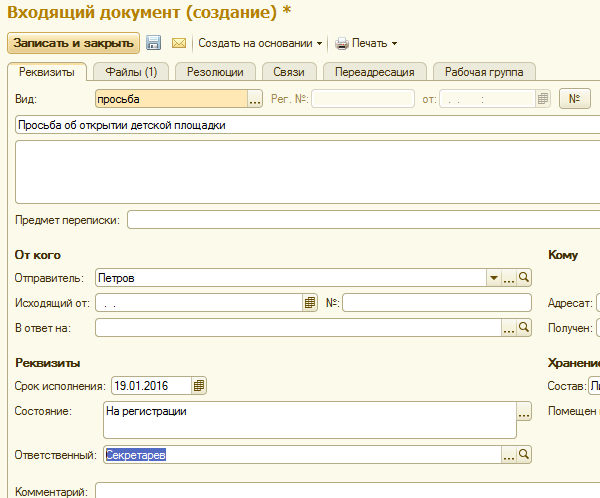 Входящий документ (создание) *
Записать и закрыть Создать на основании Печать
Реквизиты Файлы (1) Резолюции Связи Переадресация Рабочая группа
Вид: просьба ... Рег. №: от: . . : №
Просьба об открытии детской площадки
Предмет переписки:
От кого Кому
Отправитель: Петров ...
Исходящий от: . . №: Адресат:
В ответ на: ... Получен:
Реквизиты Хранение
Срок исполнения: 19.01.2016 Состав:
Состояние: На регистрации ... Помещен
Ответственный: Секретарев ...
Комментарий: